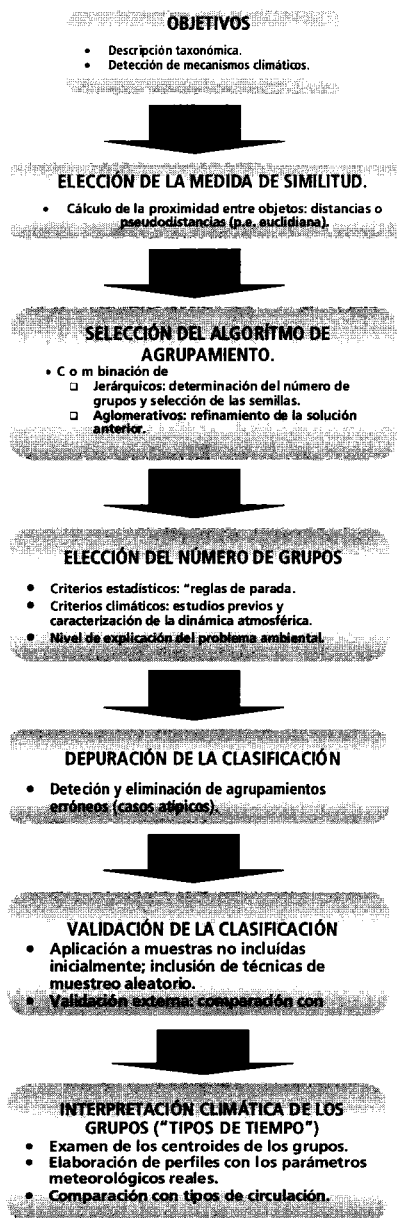 OBJETIVOS
• Descripción taxonómica.
• Detección de mecanismos climáticos.
ELECCIÓN DE LA MEDIDA DE SIMILITUD.
• Cálculo de la proximidad entre objetos: distancias o
pseudodistancias (p.e. euclidiana).
SELECCIÓN DEL ALGORÍTMO DE
AGRUPAMIENTO.
• C o m binación de
❑ Jerárquicos: determinación del número de
grupos y selección de las semillas.
❑ Aglomerativos: refinamiento de la solución
anterior.
ELECCIÓN DEL NÚMERO DE GRUPOS
• Criterios estadísticos: "reglas de parada.
• Criterios climáticos: estudios previos y
caracterización de la dinámica atmosférica.
• Nivel de explicación del problema ambiental.
DEPURACIÓN DE LA CLASIFICACIÓN
• Deteción y eliminación de agrupamientos
erróneos (casos atípicos).
VALIDACIÓN DE LA CLASIFICACIÓN
• Aplicación a muestras no incluídas
inicialmente; inclusión de técnicas de
muestreo aleatorio.
• Validación externa: comparación con
INTERPRETACIÓN CLIMÁTICA DE LOS
GRUPOS ("TIPOS DE TIEMPO")
• Examen de los centroides de los grupos.
• Elaboración de perfiles con los parámetros
meteorológicos reales.
• Comparación con tipos de circulación.